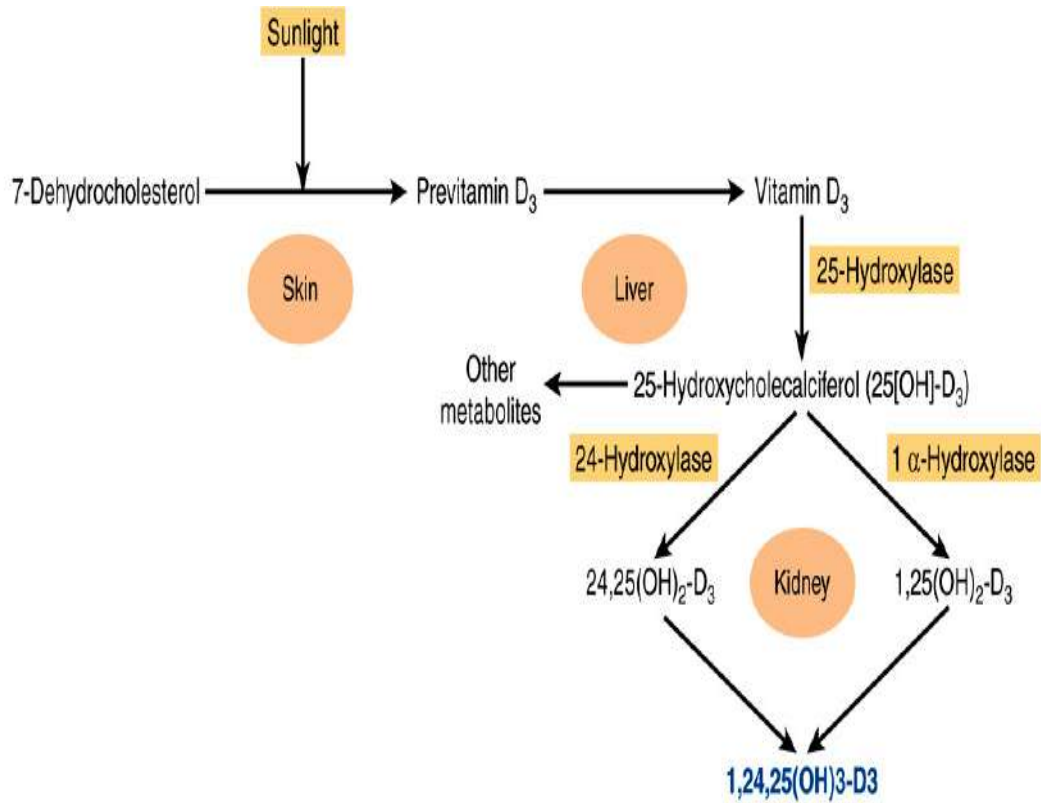 Sunlight
7-Dehydrocholesterol
Previtamin D₃
Vitamin D₃
Skin
Liver
25-Hydroxylase
Other
metabolites
25-Hydroxycholecalciferol (25[OH]-D₃)
24-Hydroxylase
1 α-Hydroxylase
24,25(OH)₂-D₃
Kidney
1,25(OH)₂-D₃
1,24,25(OH)3-D3